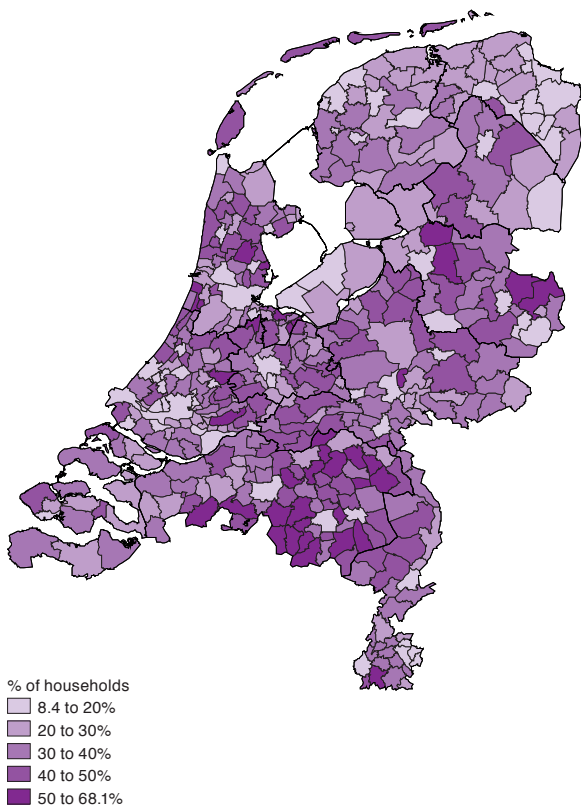 % of households
8.4 to 20%
20 to 30%
30 to 40%
40 to 50%
50 to 68.1%